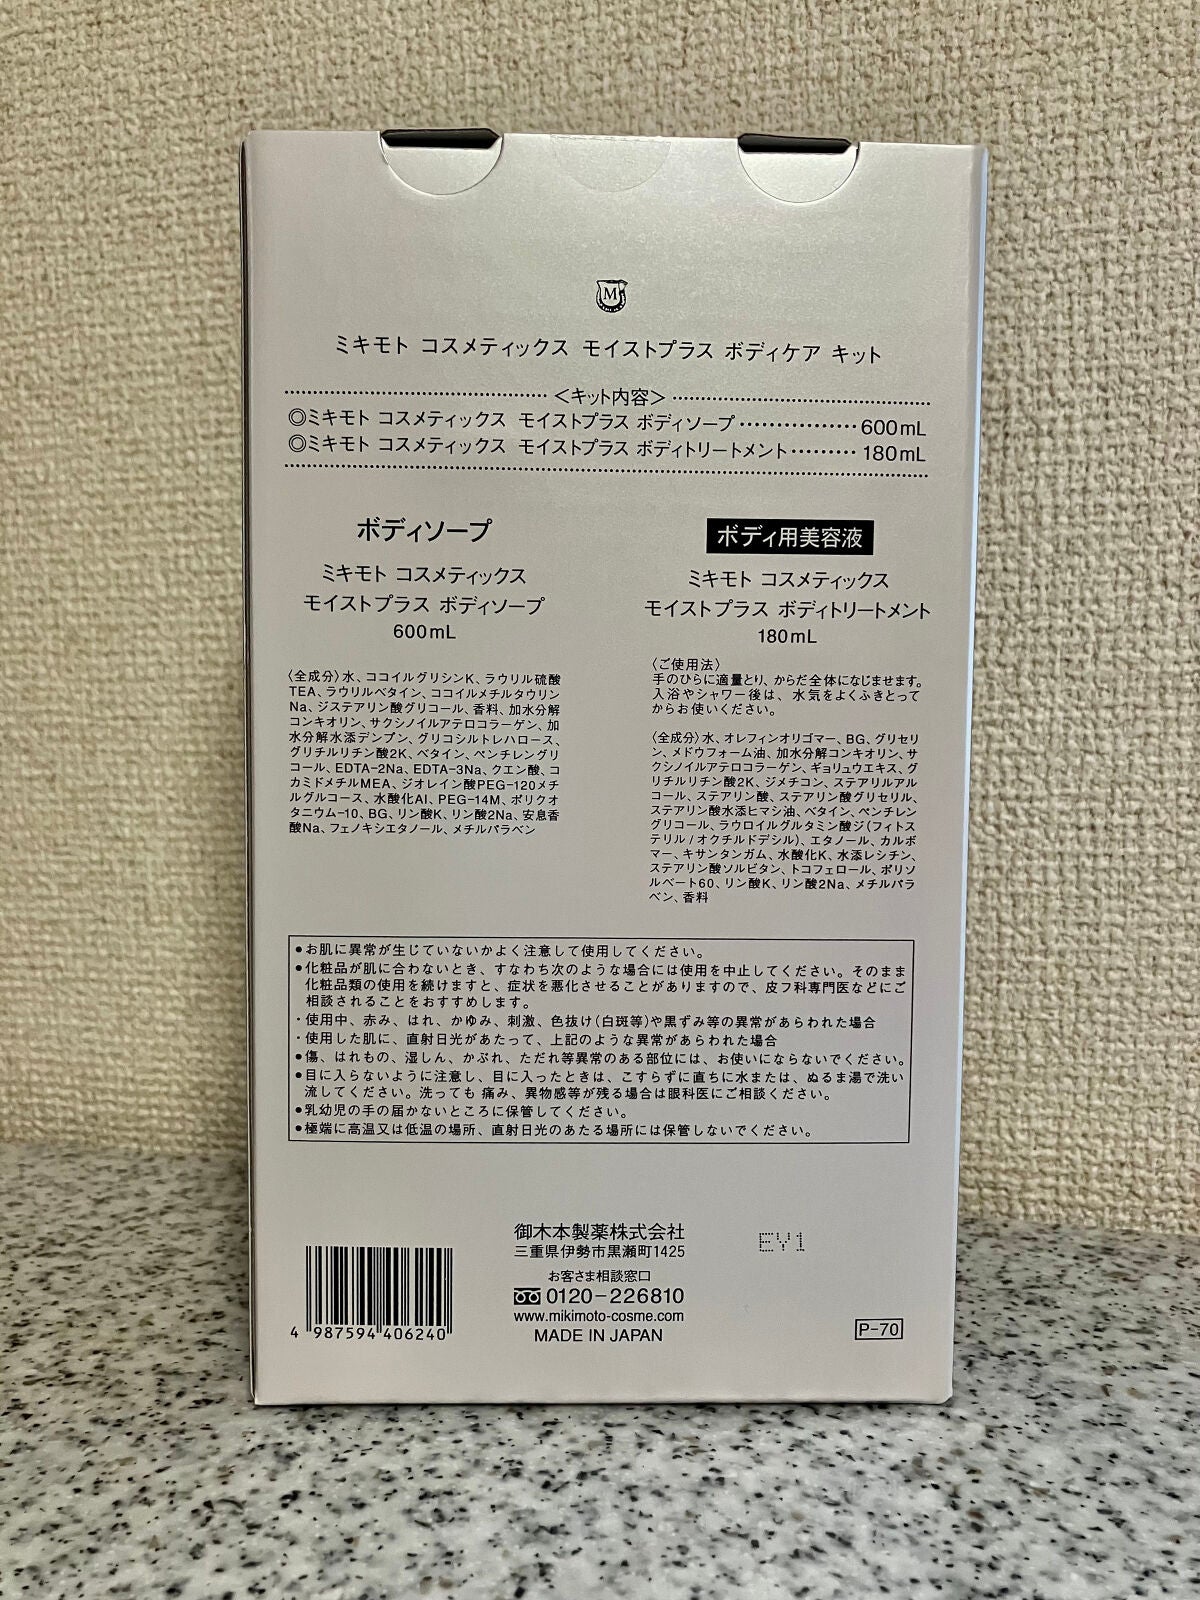 M
ミキモト コスメティックス モイストプラス ボディケア キット
＜キット内容＞
◎ミキモト コスメティックス モイストプラス ボディソープ ‥‥‥‥‥‥ 600mL
◎ミキモト コスメティックス モイストプラス ボディトリートメント ‥‥‥‥ 180mL
ボディソープ
ミキモト コスメティックス
モイストプラス ボディソープ
600mL
〈全成分〉水、ココイルグリシンK、ラウリル硫酸
TEA、ラウリルベタイン、ココイルメチルタウリン
Na、ジステアリン酸グリコール、香料、加水分解
コンキオリン、サクシノイルアテロコラーゲン、加
水分解水添デンプン、グリコシルトレハロース、
グリチルリチン酸2K、ベタイン、ペンチレングリ
コール、EDTA-2Na、EDTA-3Na、クエン酸、コ
カミドメチルMEA、ジオレイン酸PEG-120メチ
ルグルコース、水酸化Al、PEG-14M、ポリクオ
タニウム-10、BG、リン酸K、リン酸2Na、安息香
酸Na、フェノキシエタノール、メチルパラベン
ボディ用美容液
ミキモト コスメティックス
モイストプラス ボディトリートメント
180mL
〈ご使用法〉
手のひらに適量とり、からだ全体になじませます。
入浴やシャワー後は、水気をよくふきとって
からお使いください。
〈全成分〉水、オレフィンオリゴマー、BG、グリセリ
ン、メドウフォーム油、加水分解コンキオリン、サ
クシノイルアテロコラーゲン、ギョリュウエキス、グ
リチルリチン酸2K、ジメチコン、ステアリルアル
コール、ステアリン酸、ステアリン酸グリセリル、
ステアリン酸水添ヒマシ油、ベタイン、ペンチレン
グリコール、ラウロイルグルタミン酸ジ(フィトス
テリル/オクチルドデシル)、エタノール、カルボ
マー、キサンタンガム、水酸化K、水添レシチン、
ステアリン酸ソルビタン、トコフェロール、ポリソ
ルベート60、リン酸K、リン酸2Na、メチルパラ
ベン、香料
●お肌に異常が生じていないかよく注意して使用してください。
●化粧品が肌に合わないとき、すなわち次のような場合には使用を中止してください。そのまま
化粧品類の使用を続けますと、症状を悪化させることがありますので、皮フ科専門医などにご
相談されることをおすすめします。
・使用中、赤み、はれ、かゆみ、刺激、色抜け(白斑等)や黒ずみ等の異常があらわれた場合
・使用した肌に、直射日光があたって、上記のような異常があらわれた場合
●傷、はれもの、湿しん、かぶれ、ただれ等異常のある部位には、お使いにならないでください。
●目に入らないように注意し、目に入ったときは、こすらずに直ちに水または、ぬるま湯で洗い
流してください。洗っても 痛み、異物感等が残る場合は眼科医にご相談ください。
●乳幼児の手の届かないところに保管してください。
●極端に高温又は低温の場所、直射日光のあたる場所には保管しないでください。
御木本製薬株式会社
三重県伊勢市黒瀬町1425
お客さま相談窓口
0120-226810
www.mikimoto-cosme.com
MADE IN JAPAN
EY1
4 987594 406240
P-70